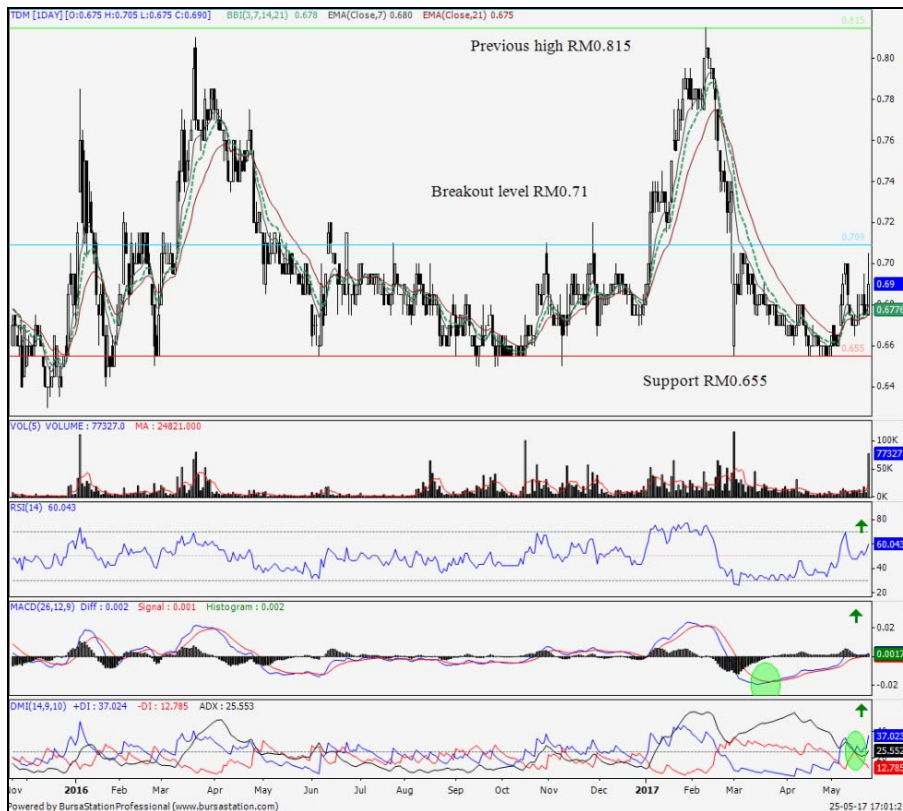 TDM [1DAY] [O:0.675 H:0.705 L:0.675 C:0.690] BBI(3,7,14,21) 0.678 EMA(Close,7) 0.680 EMA(Close,21) 0.675
0.815
Previous high RM0.815
0.80
0.78
0.76
0.74
Breakout level RM0.71
0.72
0.709
0.70
0.69
0.6776
0.66
0.655
Support RM0.655
0.64
VOL(5) VOLUME : 77327.0 MA : 24821.000
100K
77327
50K
0K
RSI(14) 60.043
80
60.043
40
20
MACD(26,12,9) Diff : 0.002 Signal : 0.001 Histogram : 0.002
0.02
0.0017
-0.02
DMI(14,9,10) +DI : 37.024 -DI : 12.785 ADX : 25.553
37.023
25.552
12.785
2016 Feb Mar Apr May Jun Jul Aug Sep Oct Nov Dec 2017 Feb Mar Apr May
Powered by BursaStationProfessional (www.bursastation.com)
25-05-17 17:01:2